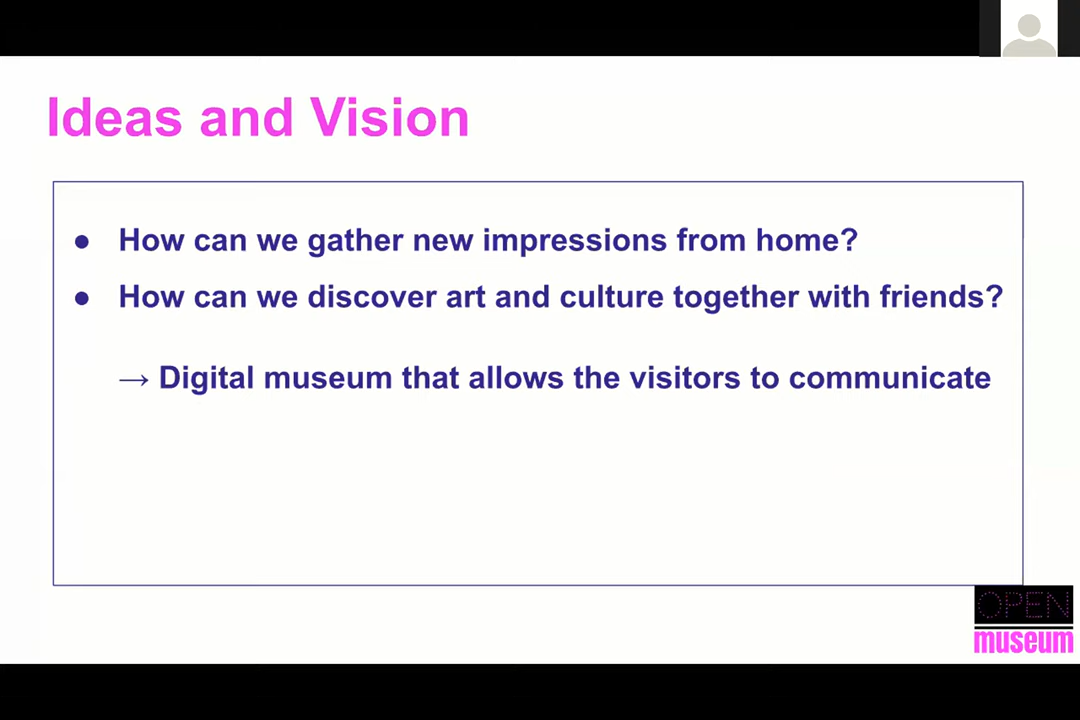 Ideas and Vision
● How can we gather new impressions from home?
● How can we discover art and culture together with friends?
→ Digital museum that allows the visitors to communicate
OPEN
museum